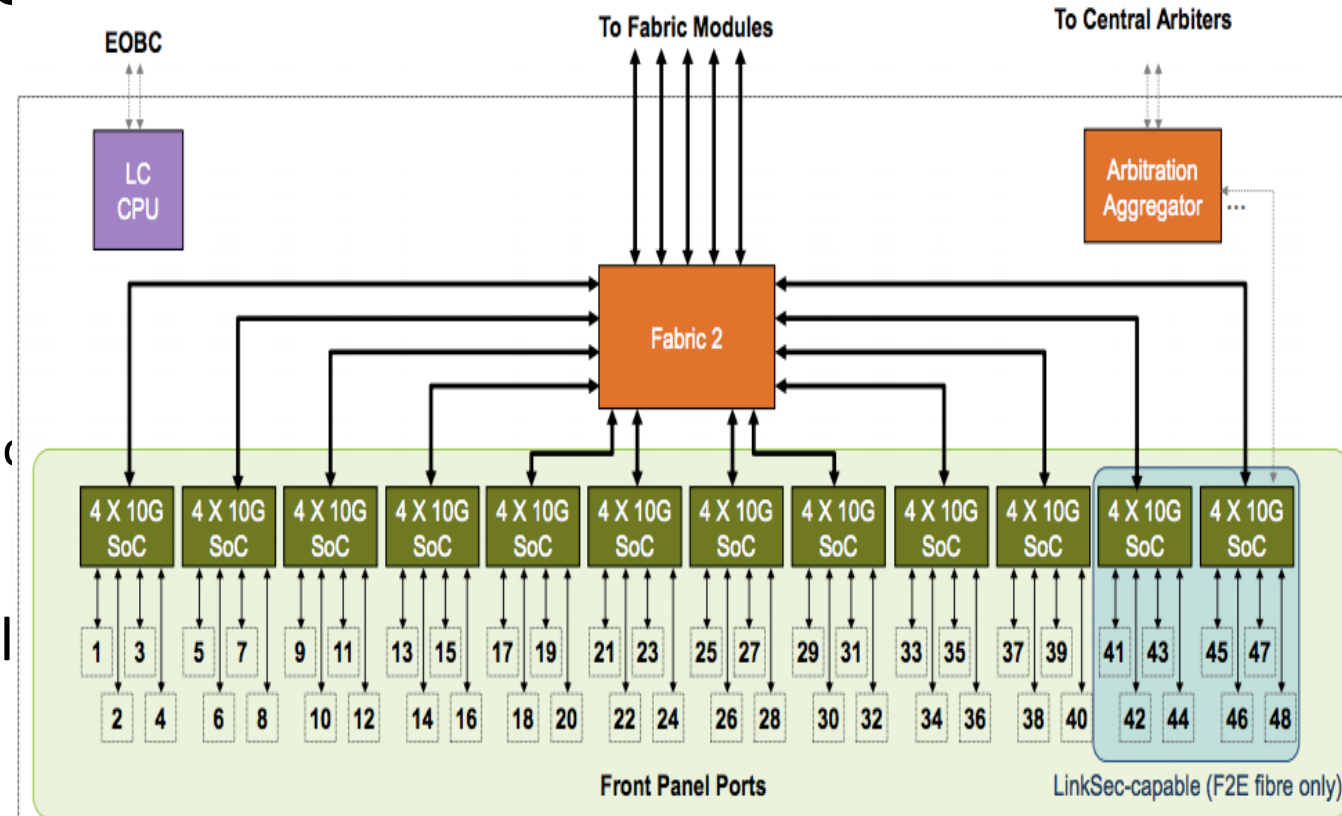 To Fabric Modules
To Central Arbiters
EOBC
LC
CPU
Arbitration
Aggregator
...
Fabric 2
4 X 10G 4 X 10G 4 X 10G 4 X 10G 4 X 10G 4 X 10G 4 X 10G 4 X 10G 4 X 10G 4 X 10G 4 X 10G 4 X 10G
SoC SoC SoC SoC SoC SoC SoC SoC SoC SoC SoC SoC
1 3 5 7 9 11 13 15 17 19 21 23 25 27 29 31 33 35 37 39 41 43 45 47
2 4 6 8 10 12 14 16 18 20 22 24 26 28 30 32 34 36 38 40 42 44 46 48
Front Panel Ports
LinkSec-capable (F2E fibre only)